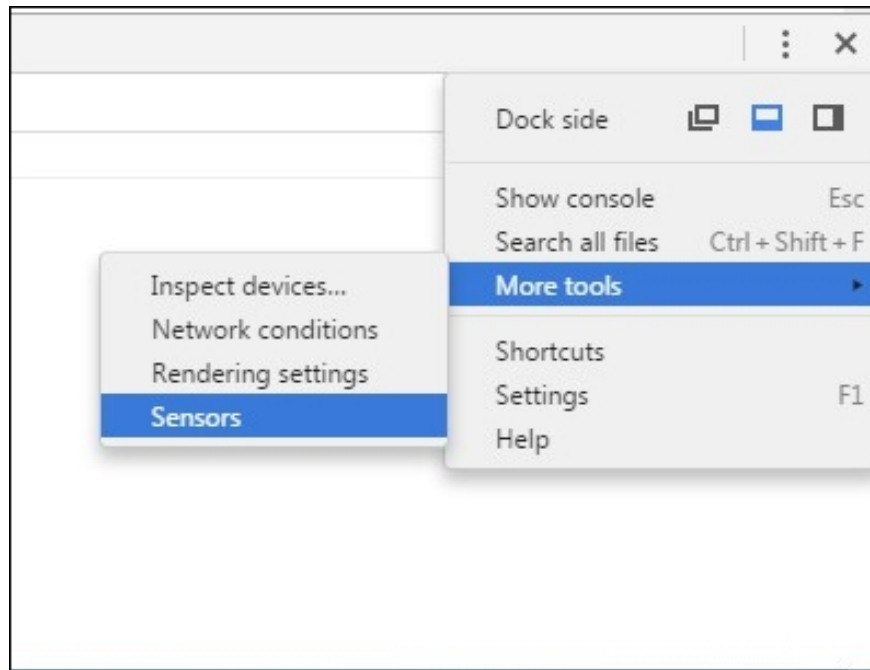 Dock side
Show console Esc
Search all files Ctrl + Shift + F
More tools
Shortcuts
Settings F1
Help
Inspect devices...
Network conditions
Rendering settings
Sensors